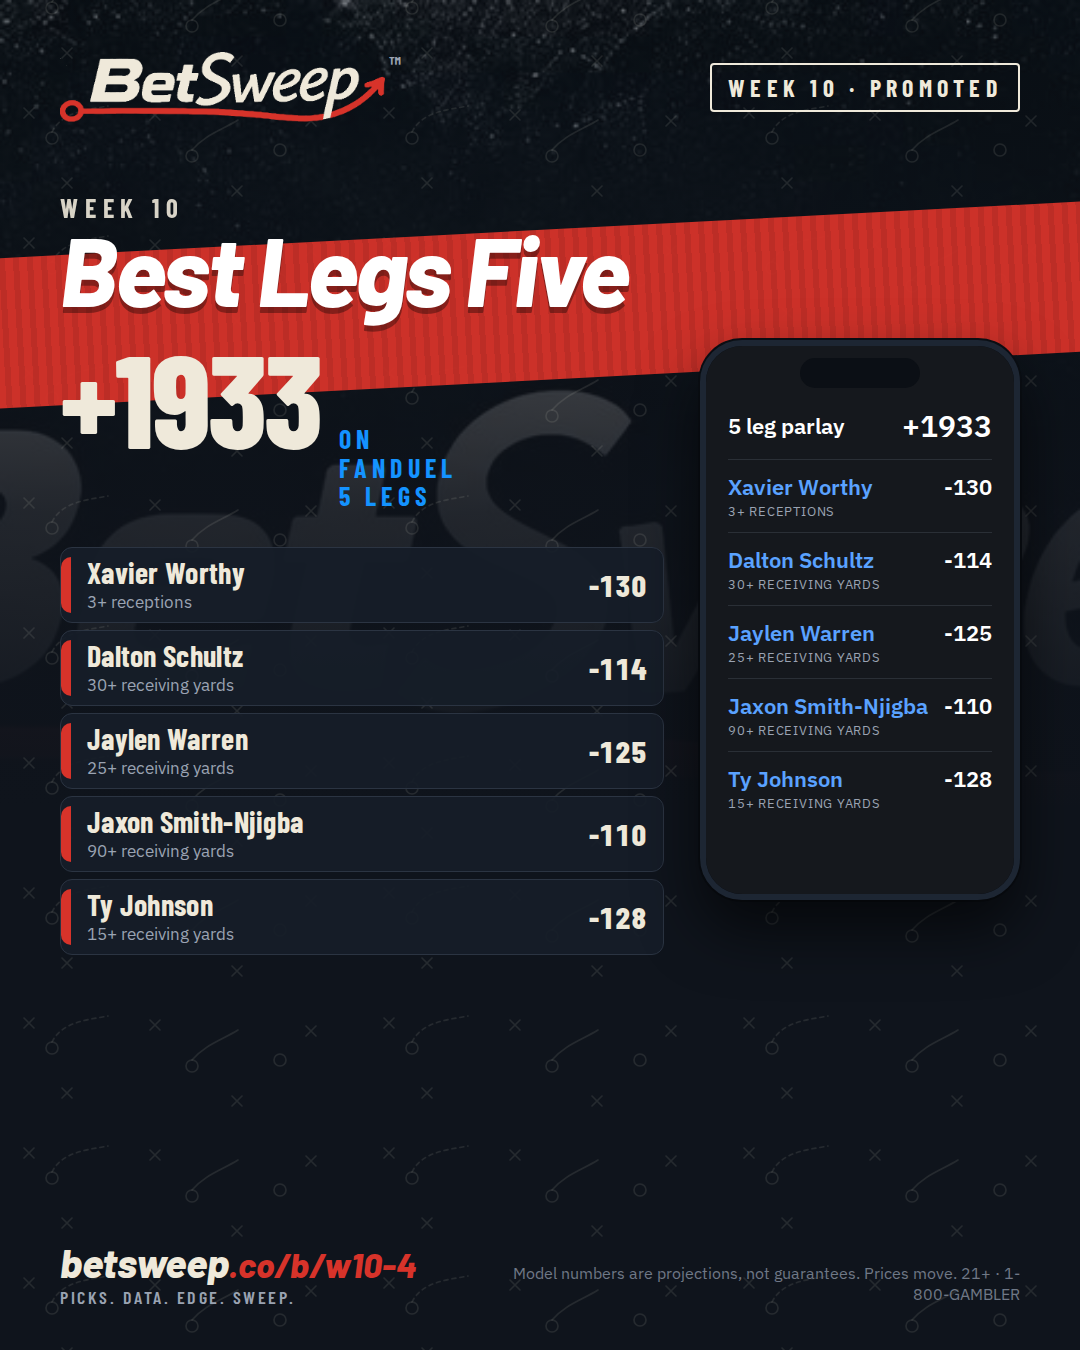 BetSweep™
WEEK 10 · PROMOTED
WEEK 10
Best Legs Five
+1933
ON
FANDUEL
5 LEGS
Xavier Worthy
3+ receptions
-130
Dalton Schultz
30+ receiving yards
-114
Jaylen Warren
25+ receiving yards
-125
Jaxon Smith-Njigba
90+ receiving yards
-110
Ty Johnson
15+ receiving yards
-128
5 leg parlay +1933
Xavier Worthy -130
3+ RECEPTIONS
Dalton Schultz -114
30+ RECEIVING YARDS
Jaylen Warren -125
25+ RECEIVING YARDS
Jaxon Smith-Njigba -110
90+ RECEIVING YARDS
Ty Johnson -128
15+ RECEIVING YARDS
betsweep.co/b/w10-4
PICKS. DATA. EDGE. SWEEP.
Model numbers are projections, not guarantees. Prices move. 21+ · 1-
800-GAMBLER